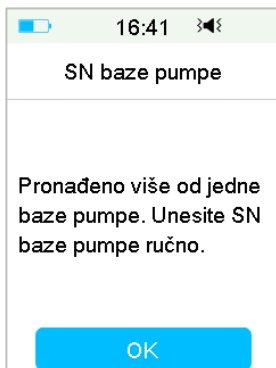 16:41
SN baze pumpe
Pronađeno više od jedne
baze pumpe. Unesite SN
baze pumpe ručno.
OK